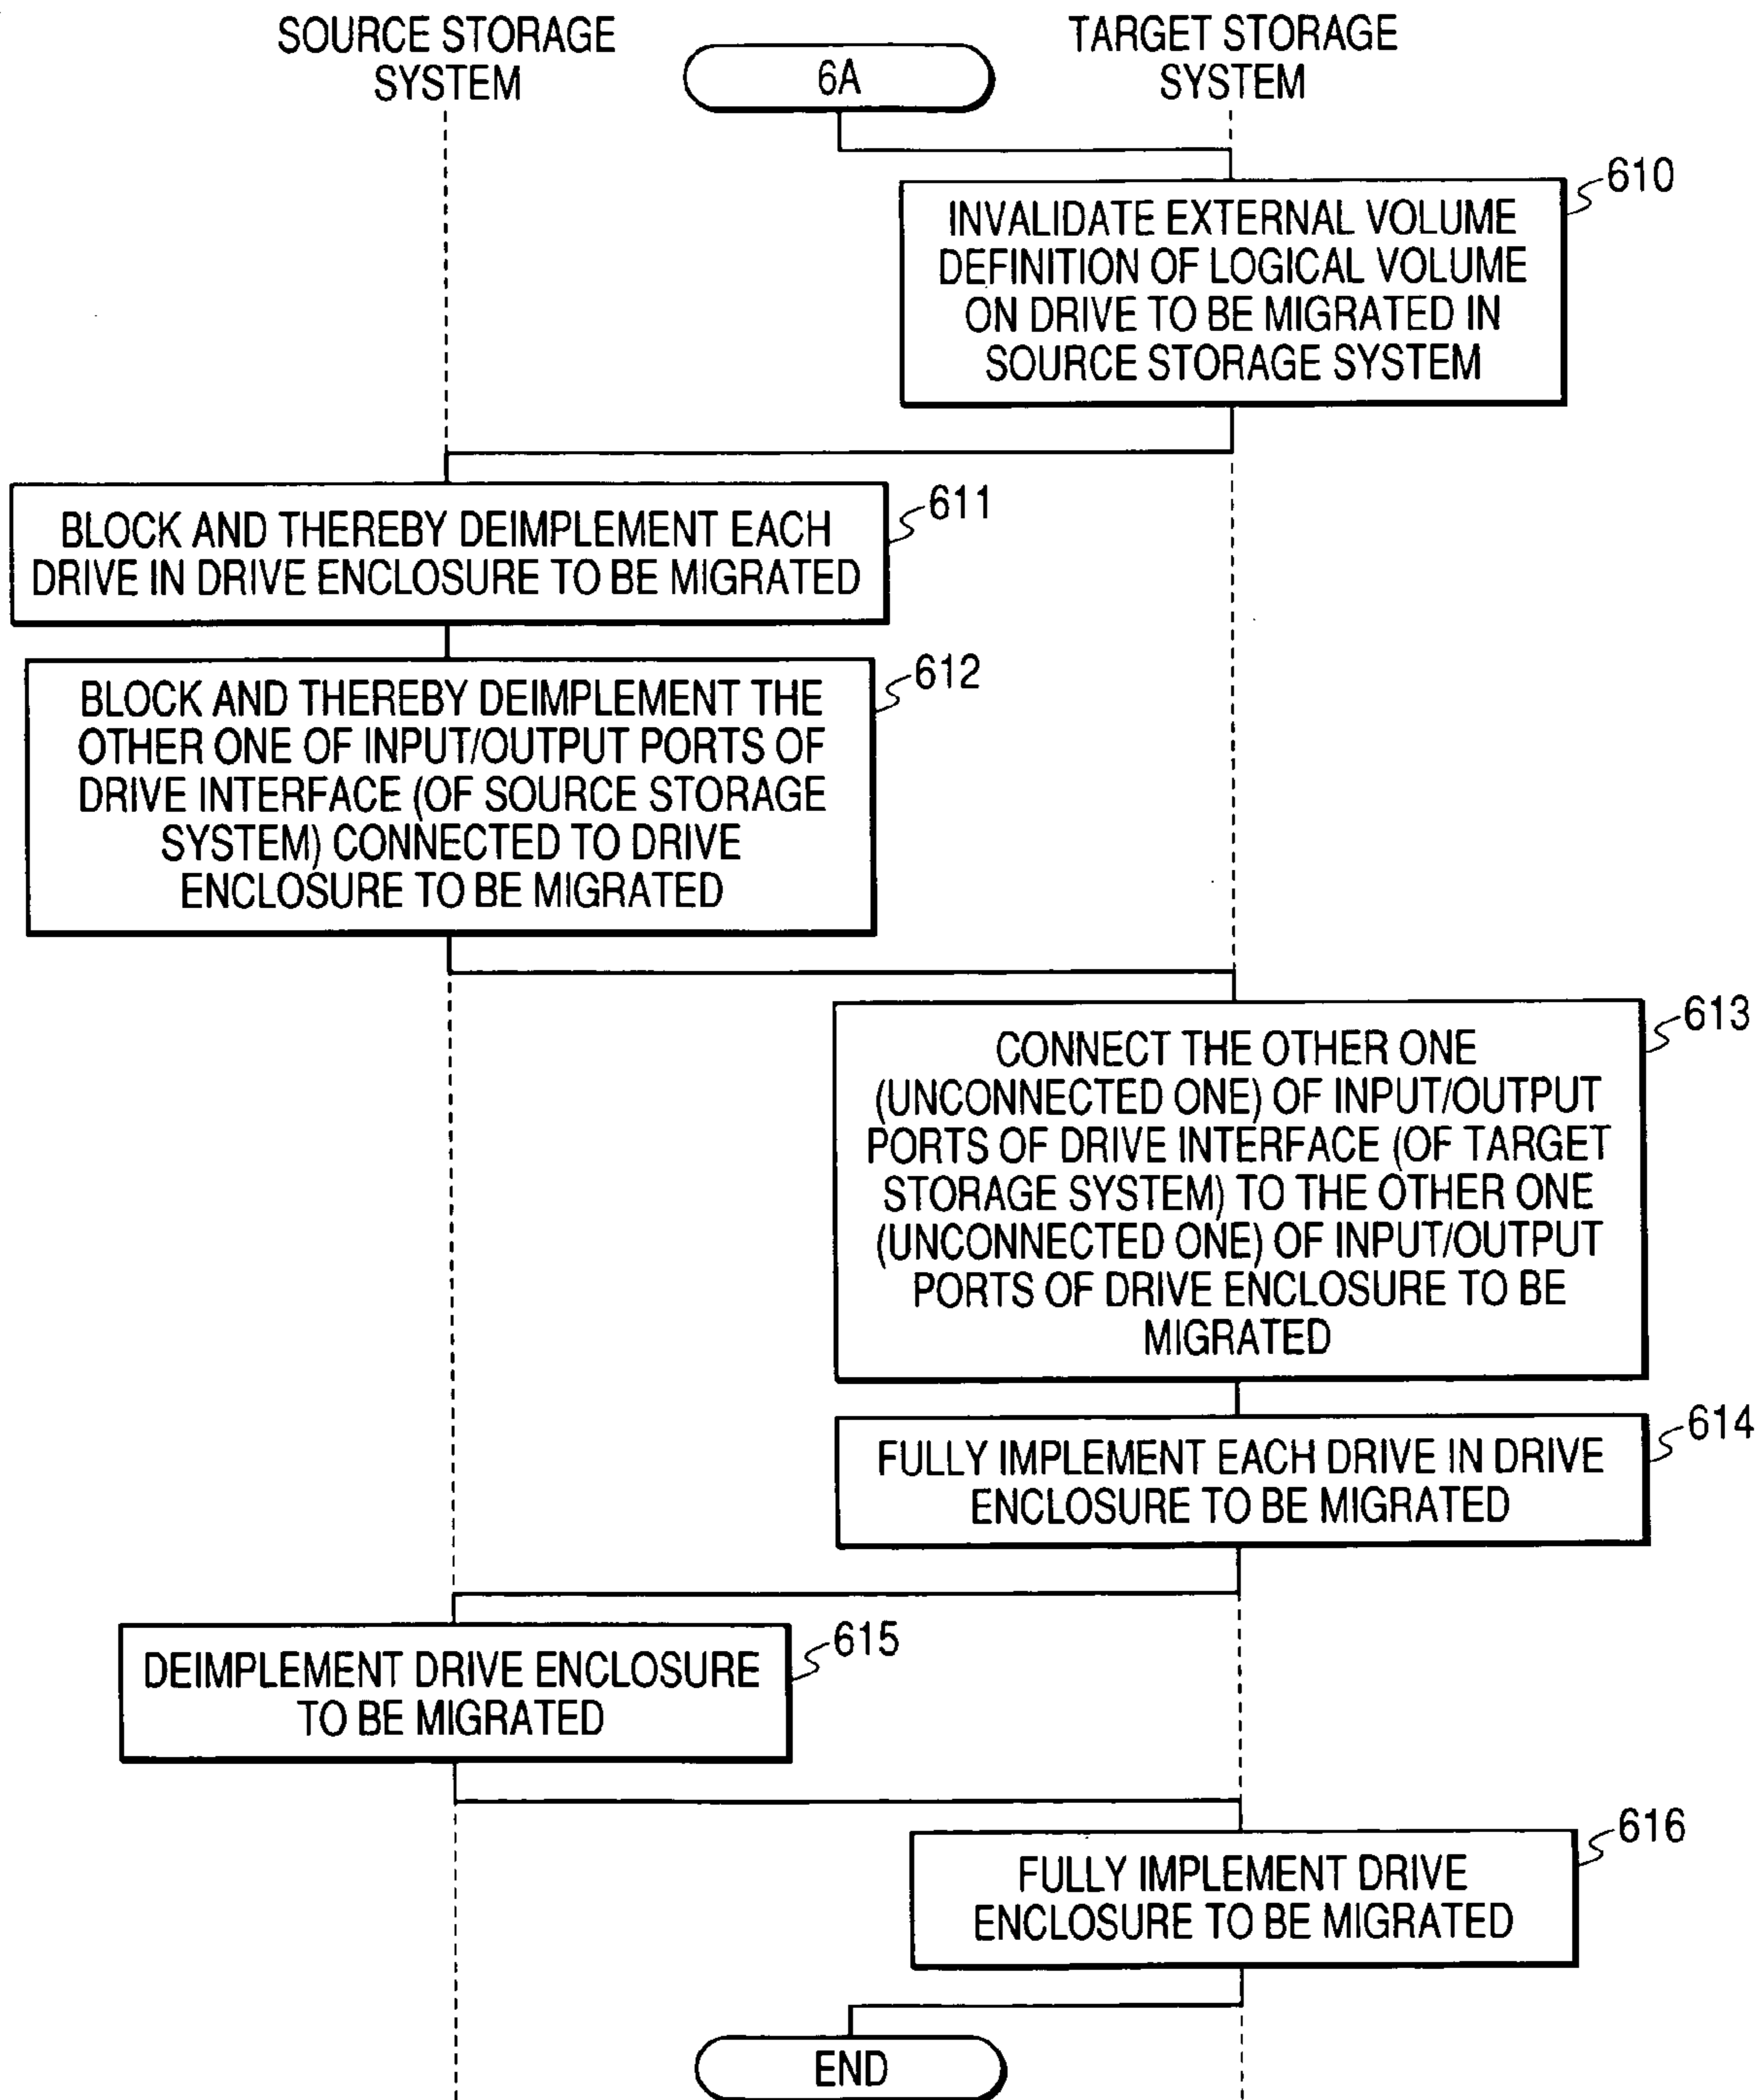 SOURCE STORAGE
SYSTEM
6A
TARGET STORAGE
SYSTEM
610
INVALIDATE EXTERNAL VOLUME
DEFINITION OF LOGICAL VOLUME
ON DRIVE TO BE MIGRATED IN
SOURCE STORAGE SYSTEM
611
BLOCK AND THEREBY DEIMPLEMENT EACH
DRIVE IN DRIVE ENCLOSURE TO BE MIGRATED
612
BLOCK AND THEREBY DEIMPLEMENT THE
OTHER ONE OF INPUT/OUTPUT PORTS OF
DRIVE INTERFACE (OF SOURCE STORAGE
SYSTEM) CONNECTED TO DRIVE
ENCLOSURE TO BE MIGRATED
613
CONNECT THE OTHER ONE
(UNCONNECTED ONE) OF INPUT/OUTPUT
PORTS OF DRIVE INTERFACE (OF TARGET
STORAGE SYSTEM) TO THE OTHER ONE
(UNCONNECTED ONE) OF INPUT/OUTPUT
PORTS OF DRIVE ENCLOSURE TO BE
MIGRATED
614
FULLY IMPLEMENT EACH DRIVE IN DRIVE
ENCLOSURE TO BE MIGRATED
615
DEIMPLEMENT DRIVE ENCLOSURE
TO BE MIGRATED
616
FULLY IMPLEMENT DRIVE
ENCLOSURE TO BE MIGRATED
END